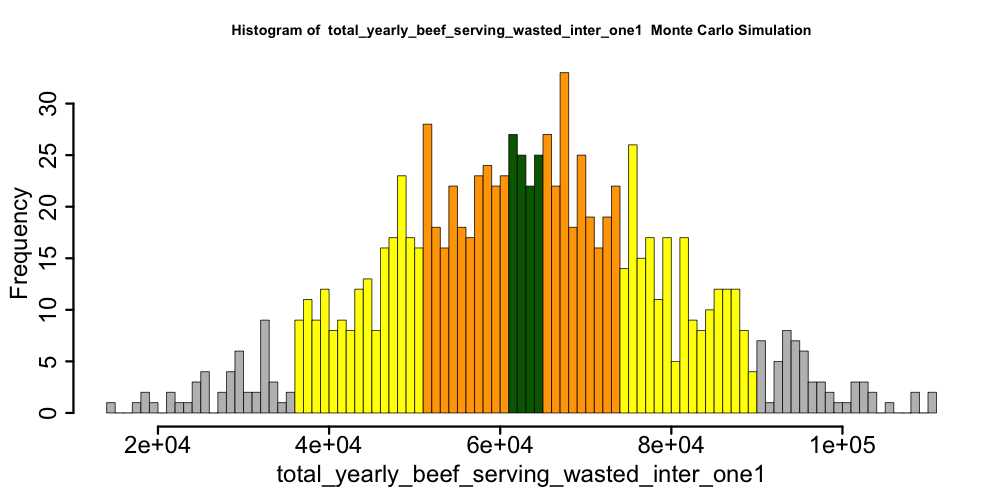 Histogram of total_yearly_beef_serving_wasted_inter_one1 Monte Carlo Simulation
Frequency
30
25
20
15
10
5
0
2e+04 4e+04 6e+04 8e+04 1e+05
total_yearly_beef_serving_wasted_inter_one1